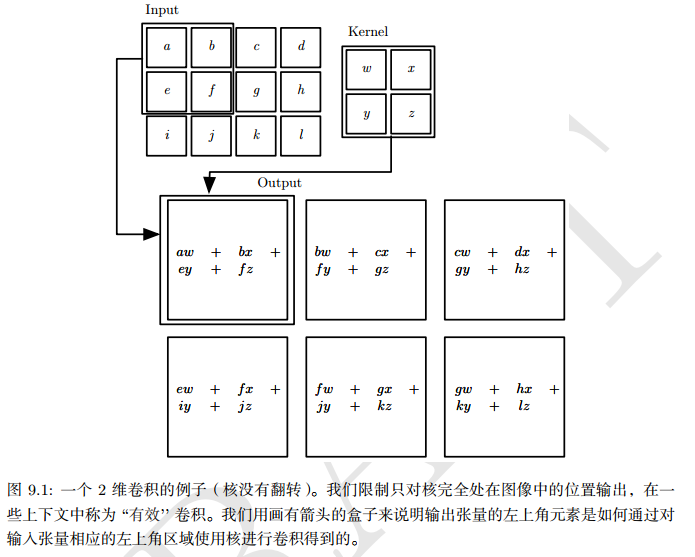 Input
Kernel
a b c d
w x
e f g h
y z
i j k l
Output
aw + bx +
ey + fz
bw + cx +
fy + gz
cw + dx +
gy + hz
ew + fx +
iy + jz
fw + gx +
jy + kz
gw + hx +
ky + lz
图 9.1: 一个 2 维卷积的例子（核没有翻转）。我们限制只对核完全处在图像中的位置输出，在一
些上下文中称为 “有效’’ 卷积。我们用画有箭头的盒子来说明输出张量的左上角元素是如何通过对
输入张量相应的左上角区域使用核进行卷积得到的。